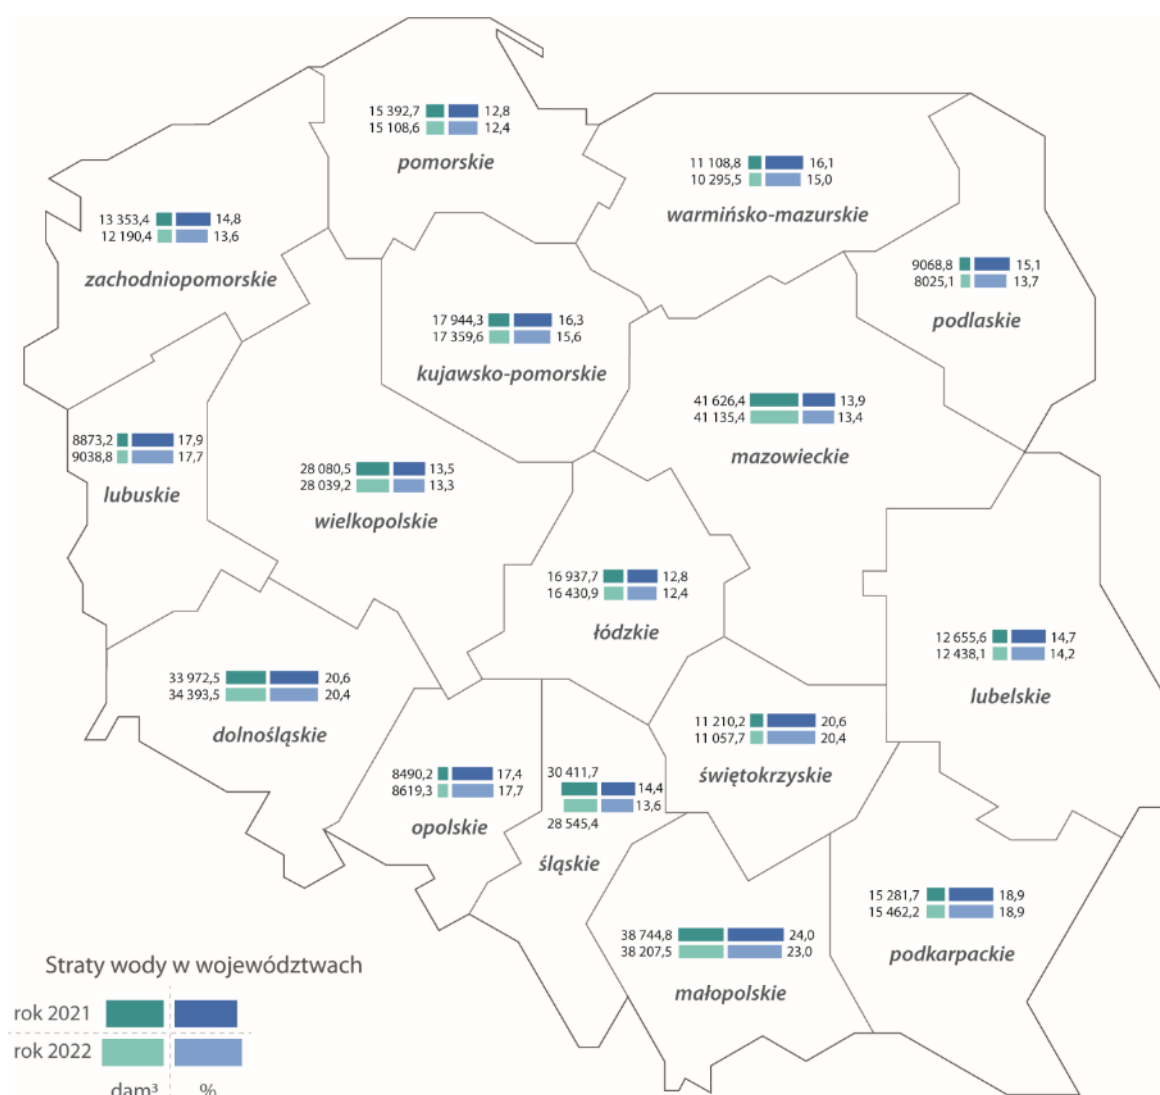 15 392,7 12,8
15 108,6 12,4
pomorskie
11 108,8 16,1
10 295,5 15,0
warmińsko-mazurskie
13 353,4 14,8
12 190,4 13,6
zachodniopomorskie
9068,8 15,1
8025,1 13,7
podlaskie
17 944,3 16,3
17 359,6 15,6
kujawsko-pomorskie
41 626,4 13,9
41 135,4 13,4
mazowieckie
8873,2 17,9
9038,8 17,7
lubuskie
28 080,5 13,5
28 039,2 13,3
wielkopolskie
16 937,7 12,8
16 430,9 12,4
łódzkie
12 655,6 14,7
12 438,1 14,2
lubelskie
33 972,5 20,6
34 393,5 20,4
dolnośląskie
11 210,2 20,6
11 057,7 20,4
świętokrzyskie
8490,2 17,4
8619,3 17,7
opolskie
30 411,7
14,4
13,6
28 545,4
śląskie
15 281,7 18,9
15 462,2 18,9
podkarpackie
38 744,8 24,0
38 207,5 23,0
małopolskie
Straty wody w województwach
rok 2021
rok 2022
dam³ %